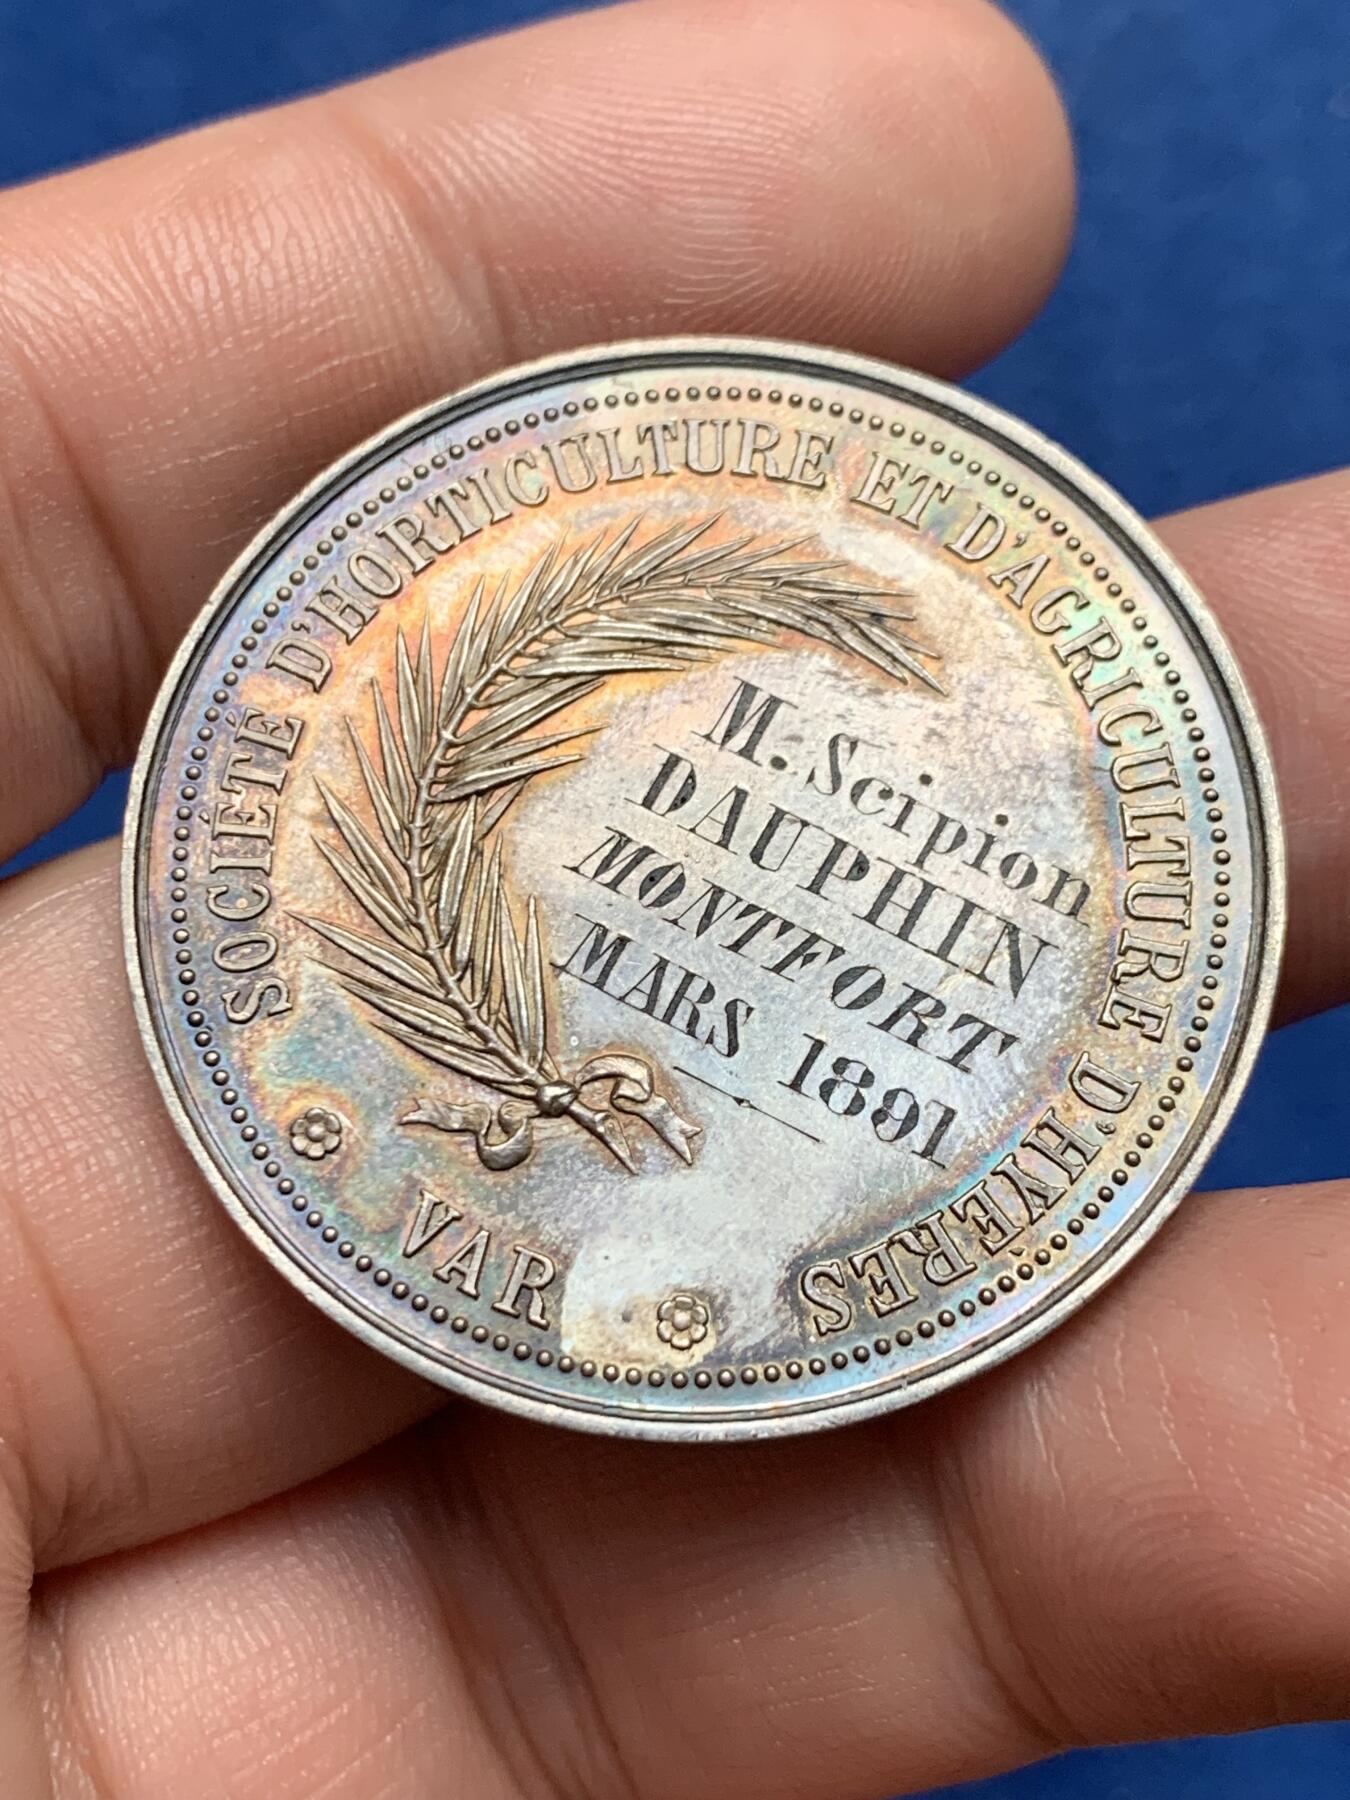 SOCIÉTÉ D'HORTICULTURE ET D'AGRICULTURE D'HYÈRES
VAR
M. Scipion
DAUPHIN
MONTFORT
MARS 1891